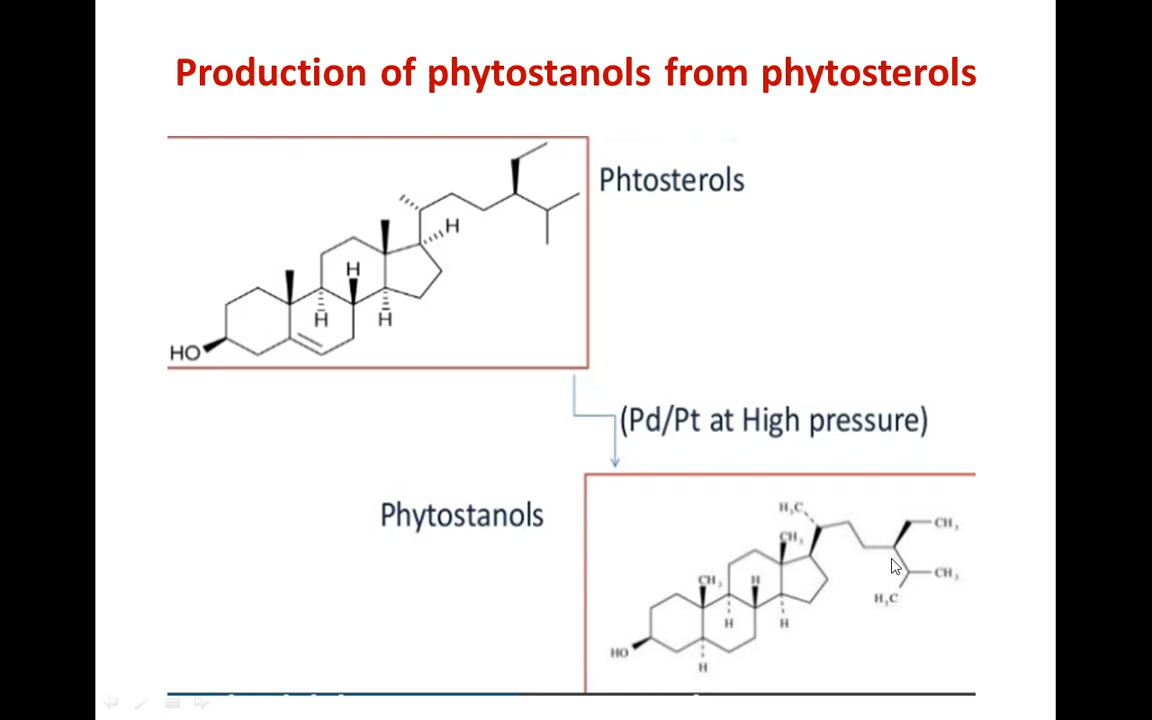 Production of phytostanols from phytosterols
Phtosterols
H
H
H
H
HO
(Pd/Pt at High pressure)
Phytostanols
H₃C
CH₃
CH₃
CH₃
H
CH₃
H₃C
H
H
HO
H